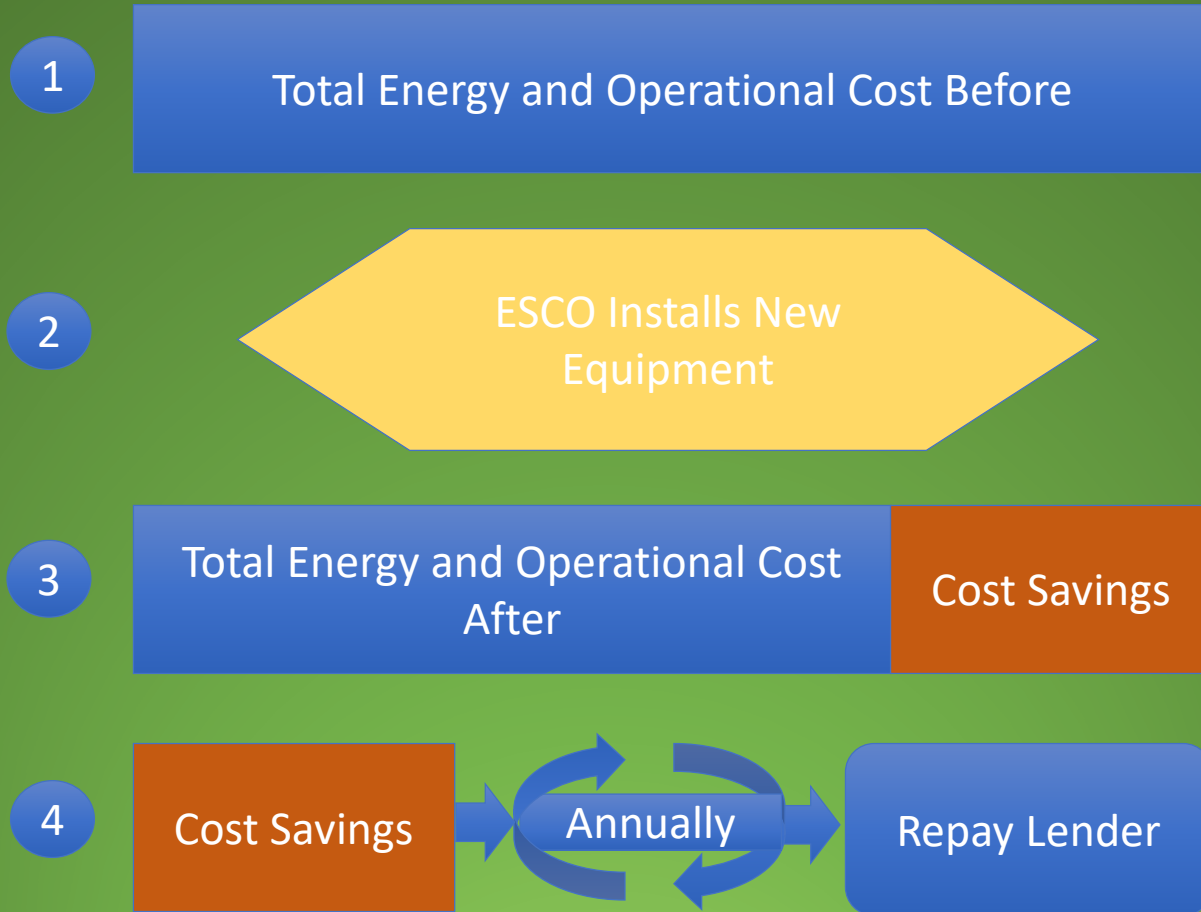 1
Total Energy and Operational Cost Before
2
ESCO Installs New
Equipment
3
Total Energy and Operational Cost
After
Cost Savings
4
Cost Savings
Annually
Repay Lender